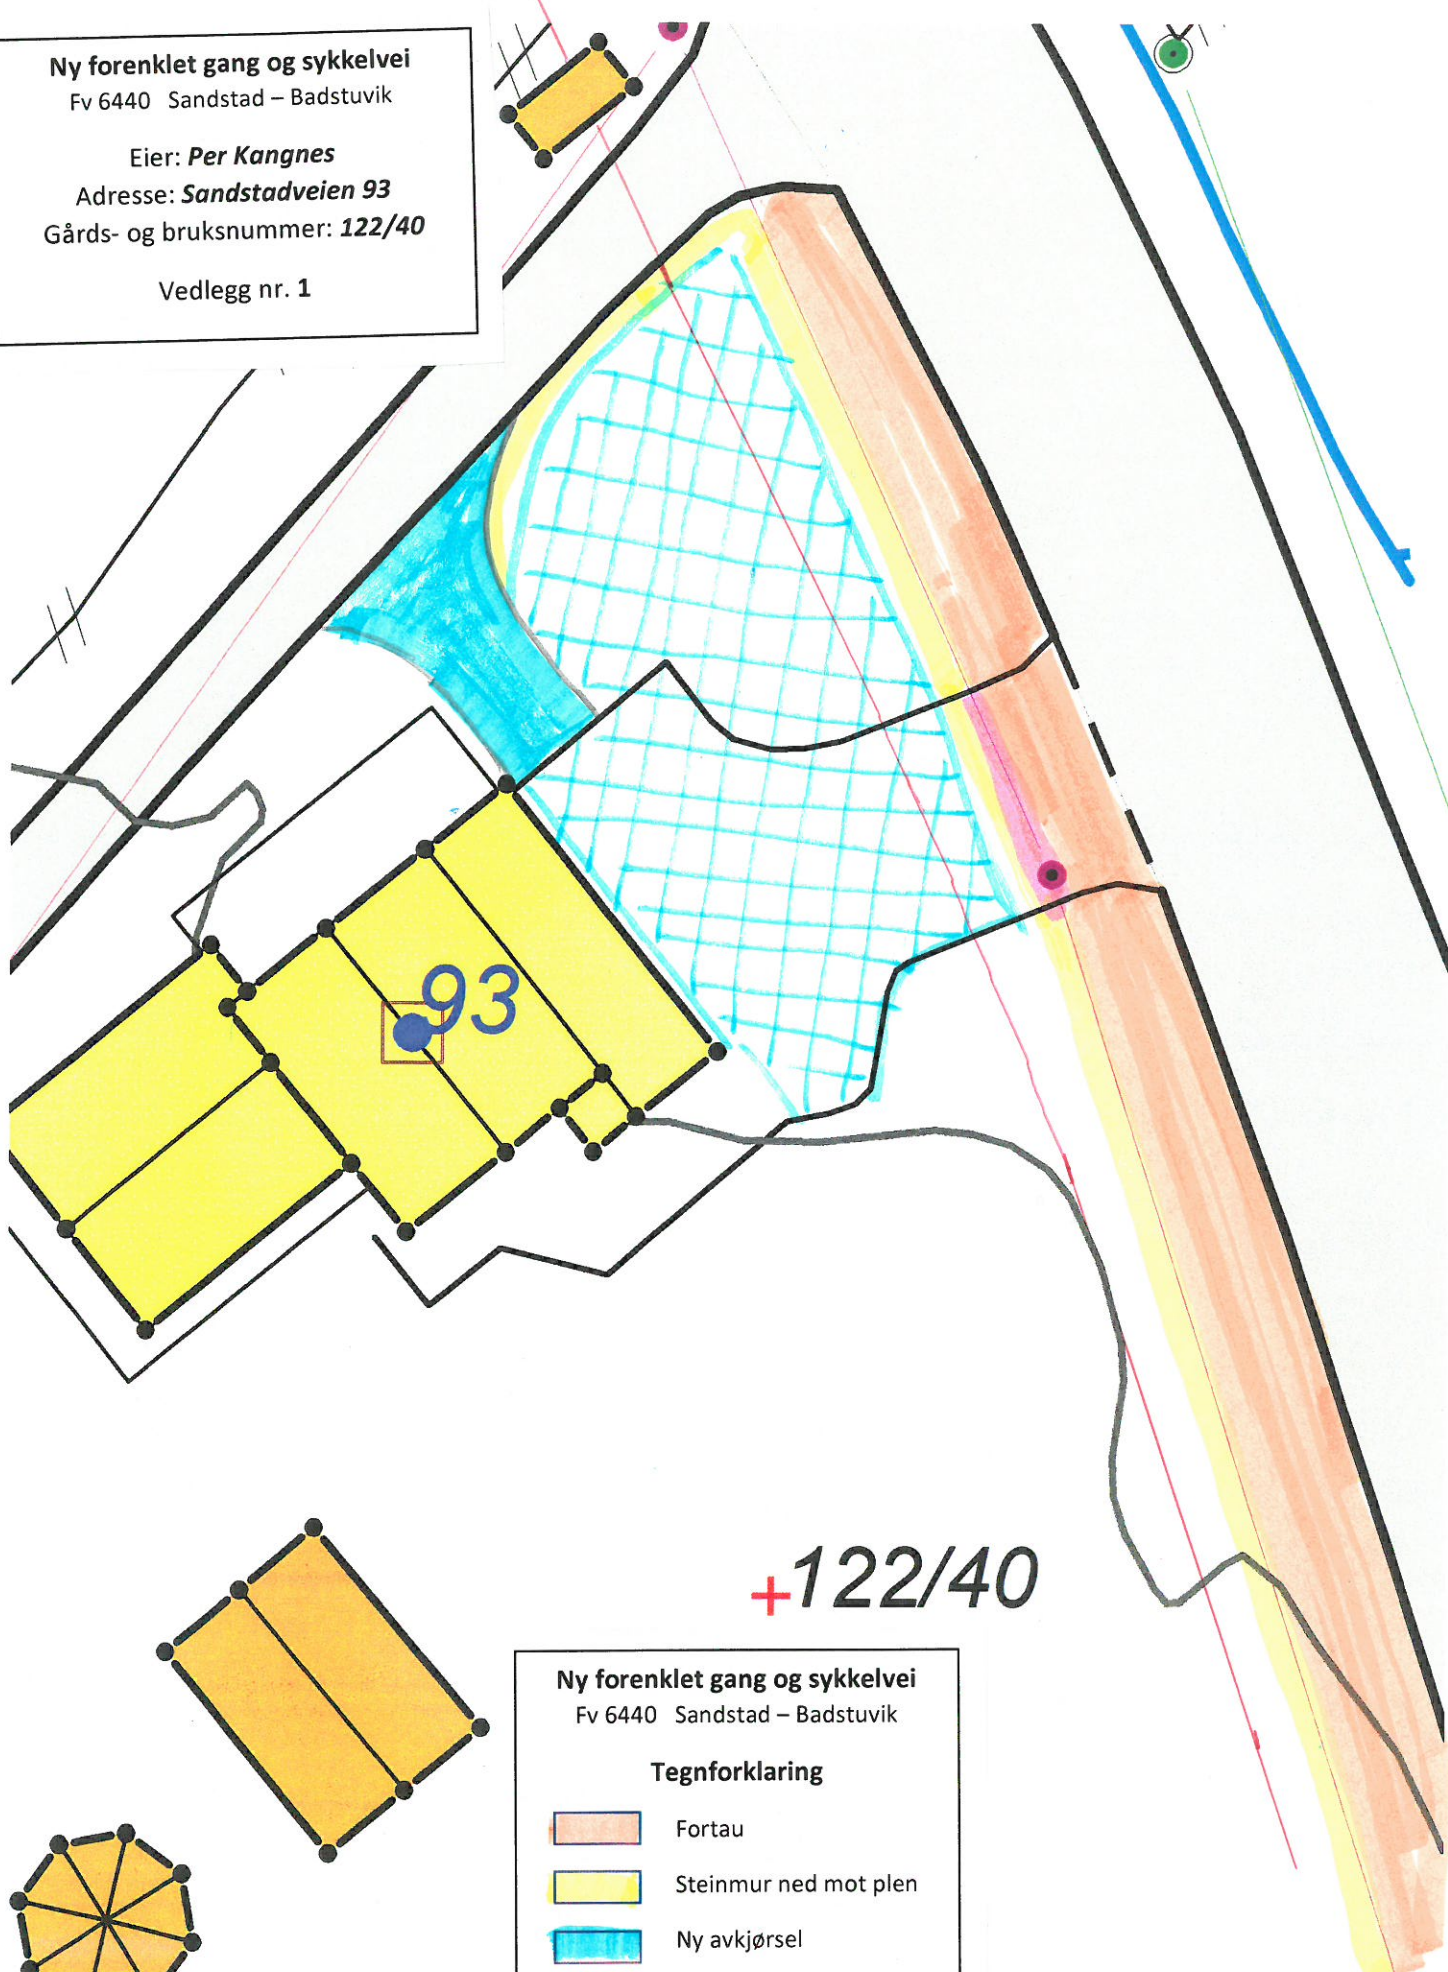 Ny forenklet gang og sykkelvei
Fv 6440 Sandstad – Badstuvik
Eier: Per Kangnes
Adresse: Sandstadveien 93
Gårds- og bruksnummer: 122/40
Vedlegg nr. 1
93
122/40
Ny forenklet gang og sykkelvei
Fv 6440 Sandstad – Badstuvik
Tegnforklaring
Fortau
Steinmur ned mot plen
Ny avkjørsel